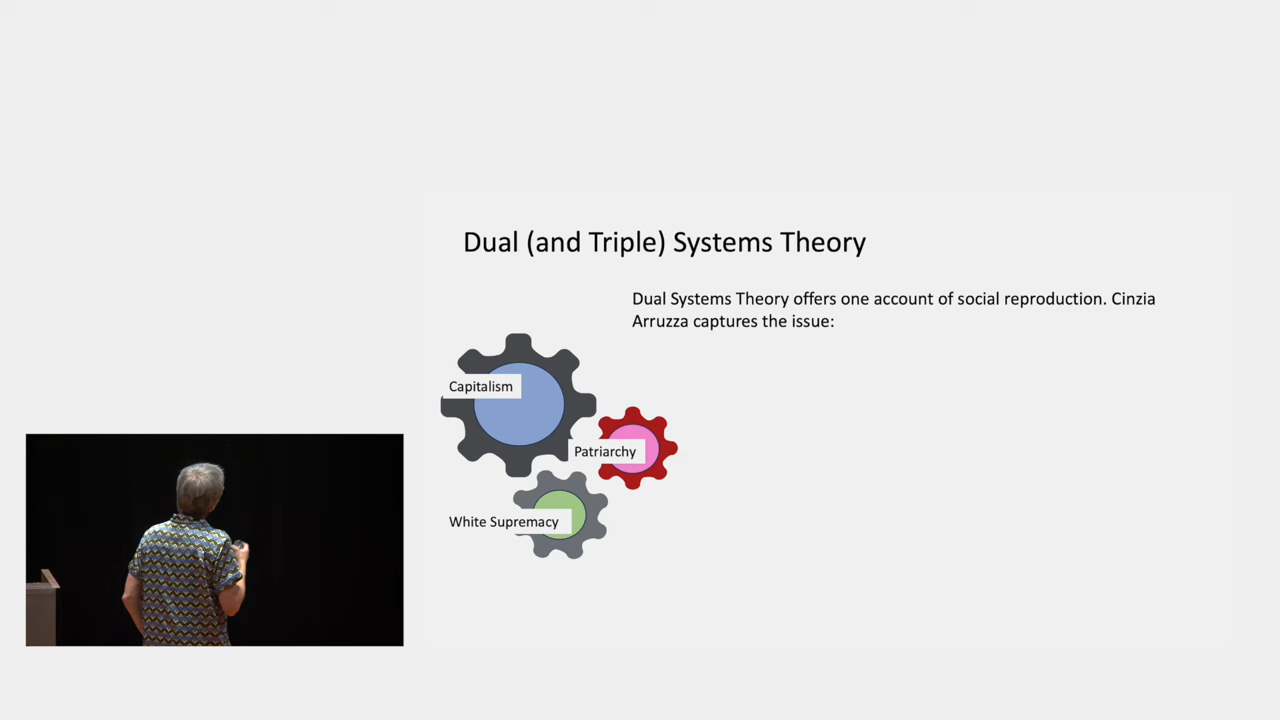 Dual (and Triple) Systems Theory
Dual Systems Theory offers one account of social reproduction. Cinzia
Arruzza captures the issue:
Capitalism
Patriarchy
White Supremacy